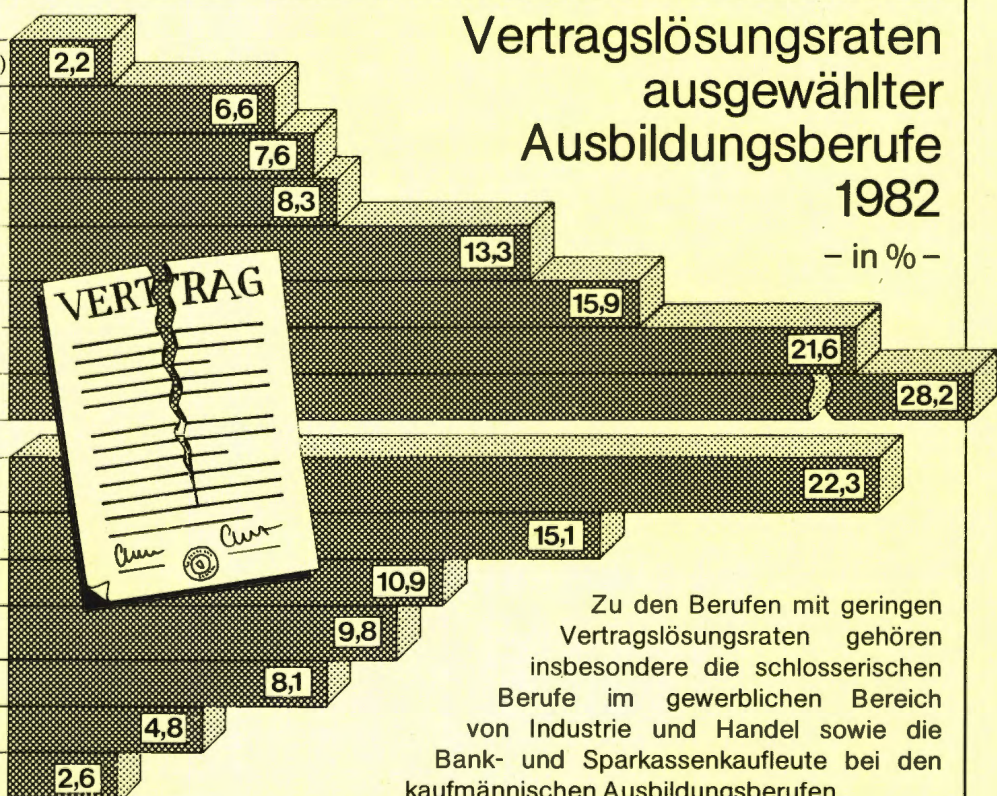 Vertragslösungsraten
ausgewählter
Ausbildungsberufe
1982
– in % –
)
2,2
6,6
7,6
8,3
13,3
15,9
21,6
28,2
VERTRAG
22,3
15,1
10,9
9,8
8,1
4,8
2,6
Zu den Berufen mit geringen
Vertragslösungsraten gehören
insbesondere die schlosserischen
Berufe im gewerblichen Bereich
von Industrie und Handel sowie die
Bank- und Sparkassenkaufleute bei den
kaufmännischen Ausbildungsberufen